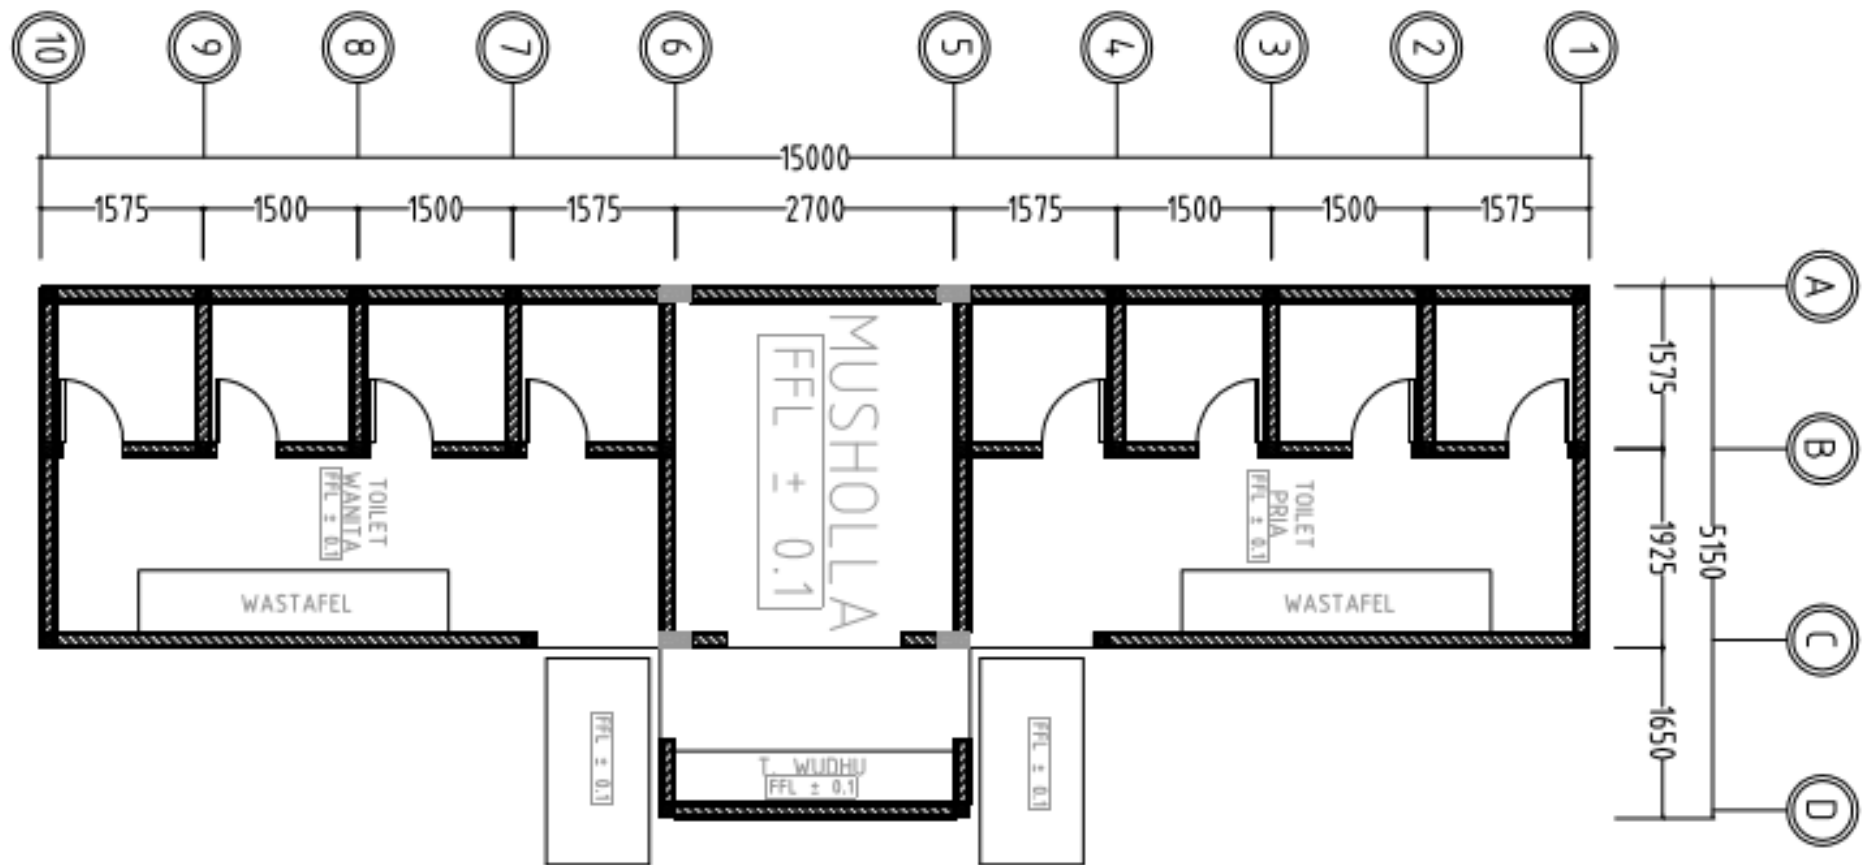 10 9 8 7 6 5 4 3 2 1
15000
1575 1500 1500 1575 2700 1575 1500 1500 1575
A
B
C
D
1575
1925
1650
5150
TOILET
WANITA
FFL ± 0.1
WASTAFEL
MUSHOLLA
FFL ± 0.1
TOILET
PRIA
FFL ± 0.1
WASTAFEL
FFL ± 0.1
T. WUDHU
FFL ± 0.1
FFL ± 0.1